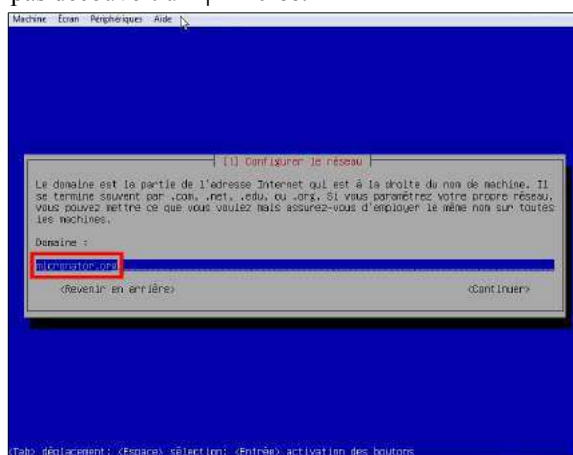 Machine Écran Périphériques Aide
[!] Configurer le réseau
Le domaine est la partie de l'adresse Internet qui est à la droite du nom de machine. Il
se termine souvent par .com, .net, .edu, ou .org. Si vous paramétrez votre propre réseau,
vous pouvez mettre ce que vous voulez mais assurez-vous d'employer le même nom sur toutes
les machines.
Domaine :
micronator.org
<Revenir en arrière>
<Continuer>
<Tab> déplacement; <Espace> sélection; <Entrée> activation des boutons